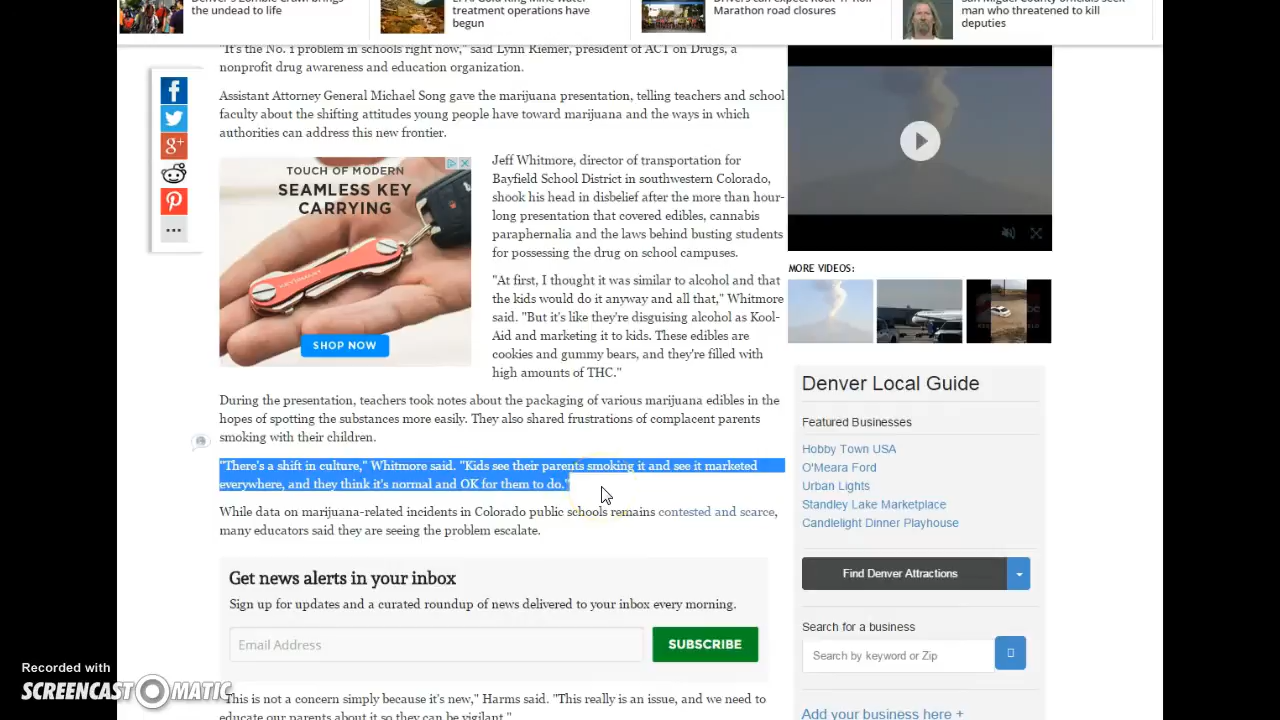 Denver's Zombie Crawl brings
the undead to life
EPA: Gold King Mine water
treatment operations have
begun
Drivers can expect Rock 'n' Roll
Marathon road closures
San Miguel County officials seek
man who threatened to kill
deputies
"It's the No. 1 problem in schools right now," said Lynn Riemer, president of ACT on Drugs, a
nonprofit drug awareness and education organization.
Assistant Attorney General Michael Song gave the marijuana presentation, telling teachers and school
faculty about the shifting attitudes young people have toward marijuana and the ways in which
authorities can address this new frontier.
TOUCH OF MODERN
SEAMLESS KEY
CARRYING
SHOP NOW
Jeff Whitmore, director of transportation for
Bayfield School District in southwestern Colorado,
shook his head in disbelief after the more than hour-
long presentation that covered edibles, cannabis
paraphernalia and the laws behind busting students
for possessing the drug on school campuses.
"At first, I thought it was similar to alcohol and that
the kids would do it anyway and all that," Whitmore
said. "But it's like they're disguising alcohol as Kool-
Aid and marketing it to kids. These edibles are
cookies and gummy bears, and they're filled with
high amounts of THC."
During the presentation, teachers took notes about the packaging of various marijuana edibles in the
hopes of spotting the substances more easily. They also shared frustrations of complacent parents
smoking with their children.
"There's a shift in culture," Whitmore said. "Kids see their parents smoking it and see it marketed
everywhere, and they think it's normal and OK for them to do."
While data on marijuana-related incidents in Colorado public schools remains contested and scarce,
many educators said they are seeing the problem escalate.
Get news alerts in your inbox
Sign up for updates and a curated roundup of news delivered to your inbox every morning.
Email Address
SUBSCRIBE
"This is not a concern simply because it's new," Harms said. "This really is an issue, and we need to
educate our parents about it so they can be vigilant."
MORE VIDEOS:
Denver Local Guide
Featured Businesses
Hobby Town USA
O'Meara Ford
Urban Lights
Standley Lake Marketplace
Candlelight Dinner Playhouse
Find Denver Attractions
Search for a business
Search by keyword or Zip
Add your business here +
Recorded with
SCREENCAST-O-MATIC